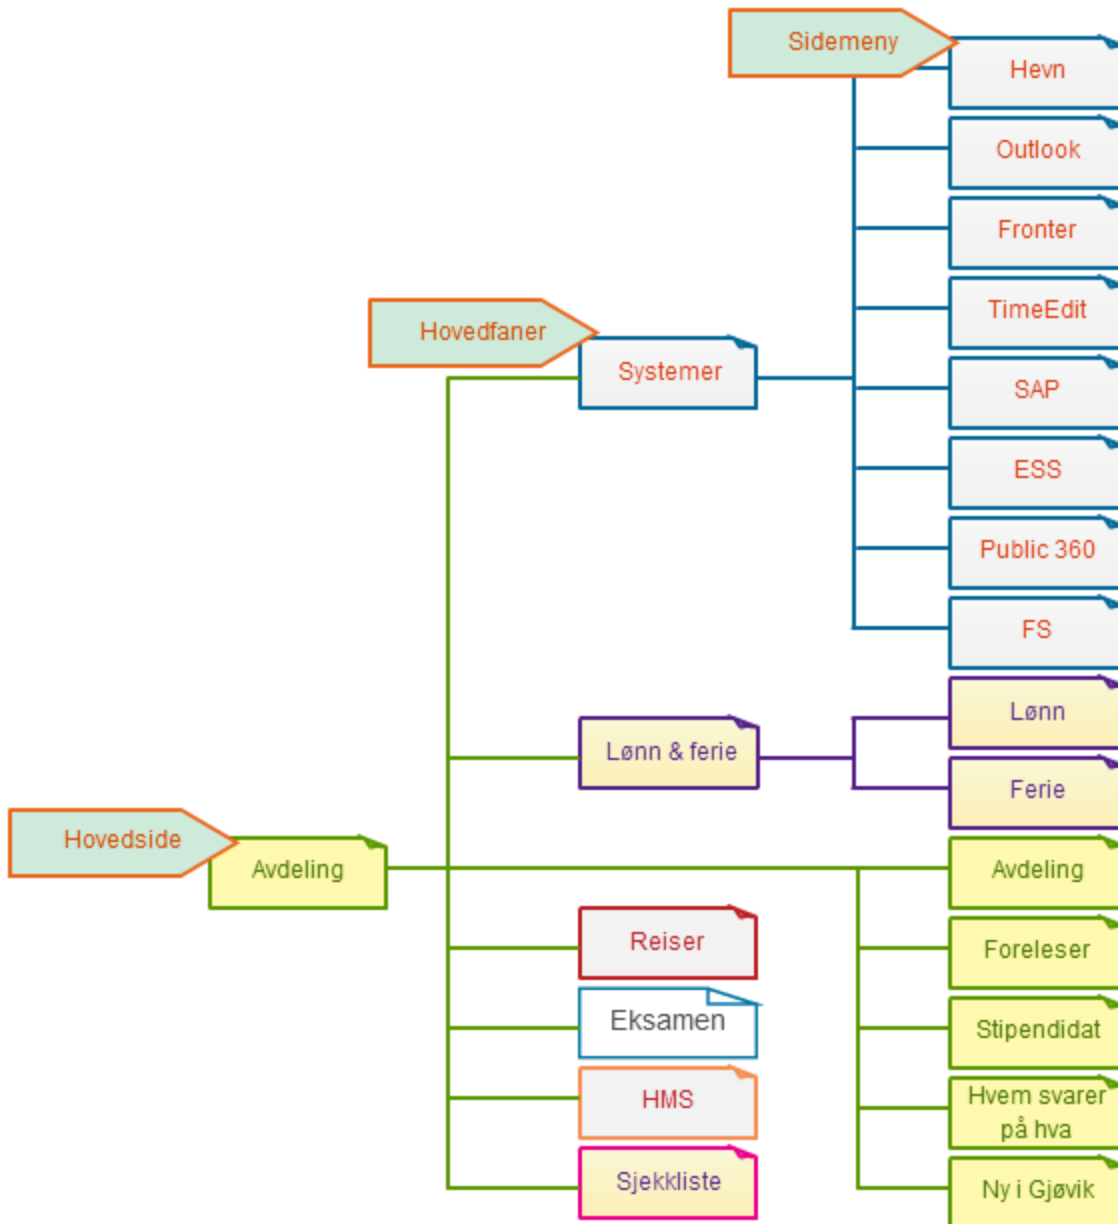 Sidemeny
Hevn
Outlook
Fronter
TimeEdit
Hovedfaner
Systemer
SAP
ESS
Public 360
FS
Lønn
Lønn & ferie
Ferie
Hovedside
Avdeling
Avdeling
Reiser
Foreleser
Eksamen
Stipendidat
HMS
Hvem svarer
på hva
Sjekkliste
Ny i Gjøvik